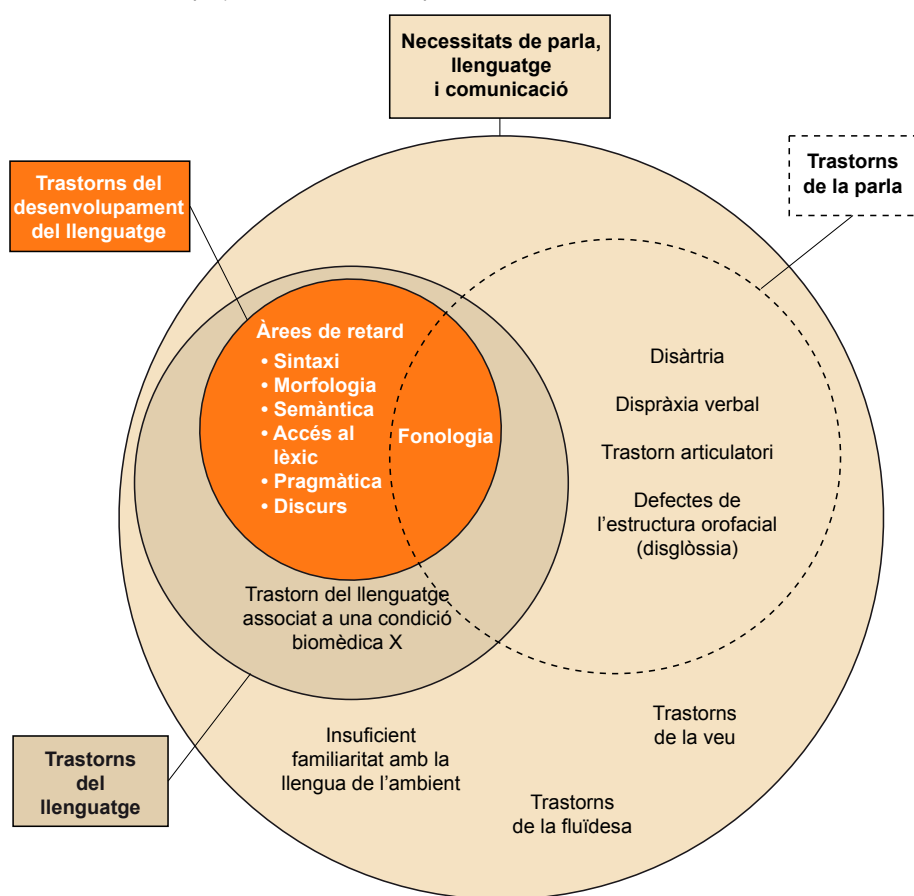 Necessitats de parla,
llenguatge
i comunicació
Trastorns
de la parla
Trastorns del
desenvolupament
del llenguatge
Àrees de retard
• Sintaxi
• Morfologia
• Semàntica
• Accés al
lèxic
• Pragmàtica
• Discurs
Fonologia
Disàrtria
Dispràxia verbal
Trastorn articulatori
Defectes de
l’estructura orofacial
(disglòssia)
Trastorn del llenguatge
associat a una condició
biomèdica X
Trastorns
de la veu
Insuficient
familiaritat amb la
llengua de l’ambient
Trastorns
del
llenguatge
Trastorns
de la fluïdesa